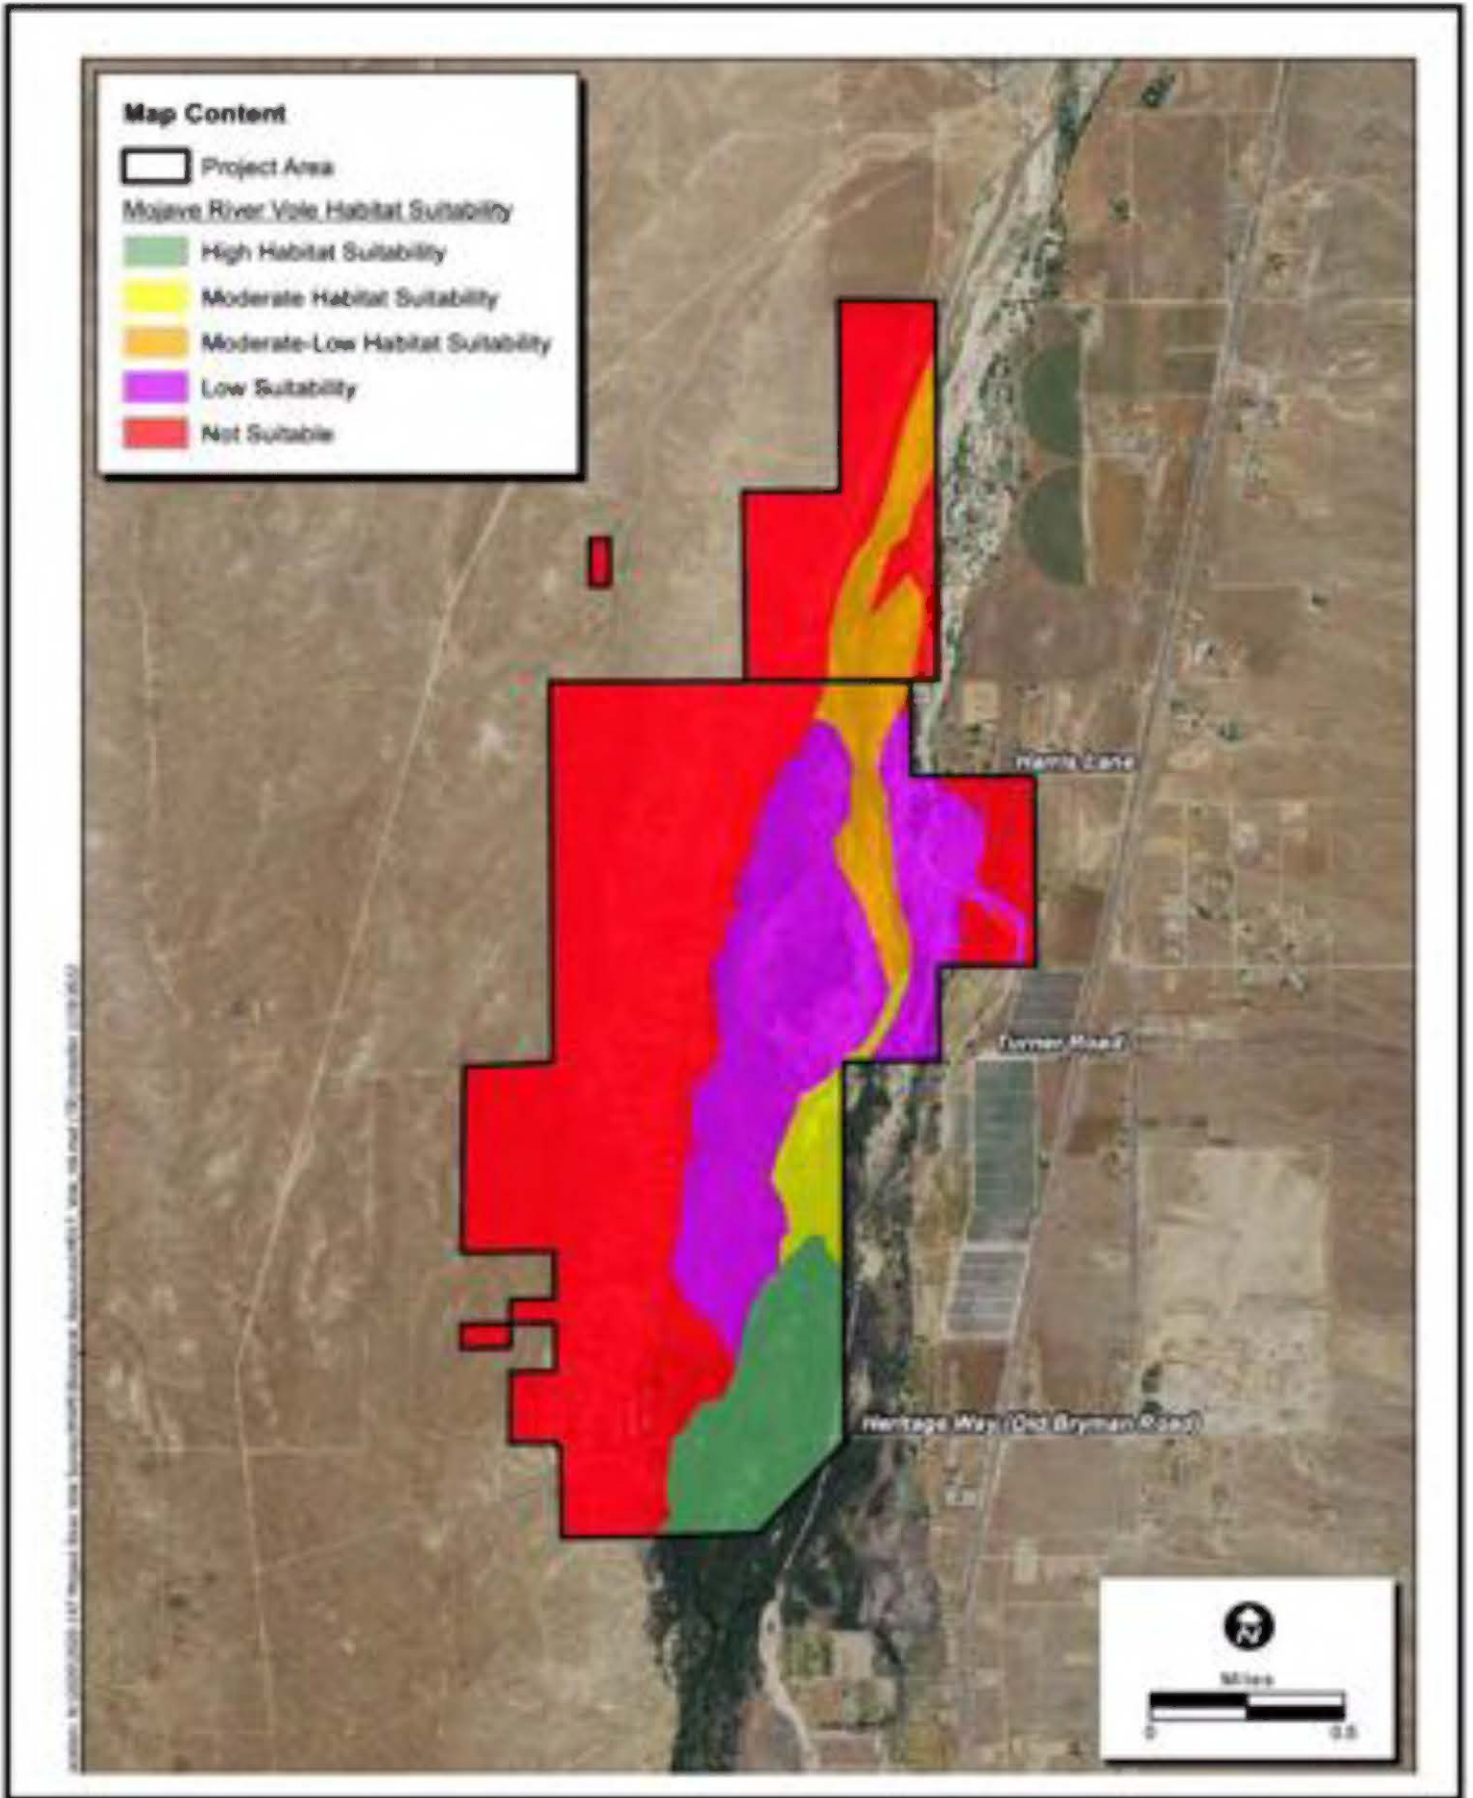 Map Content
Project Area
Mojave River Vole Habitat Suitability
High Habitat Suitability
Moderate Habitat Suitability
Moderate-Low Habitat Suitability
Low Suitability
Not Suitable
Harris Lane
Turner Road
Heritage Way (Old Bryman Road)
N
Miles
0
0.5